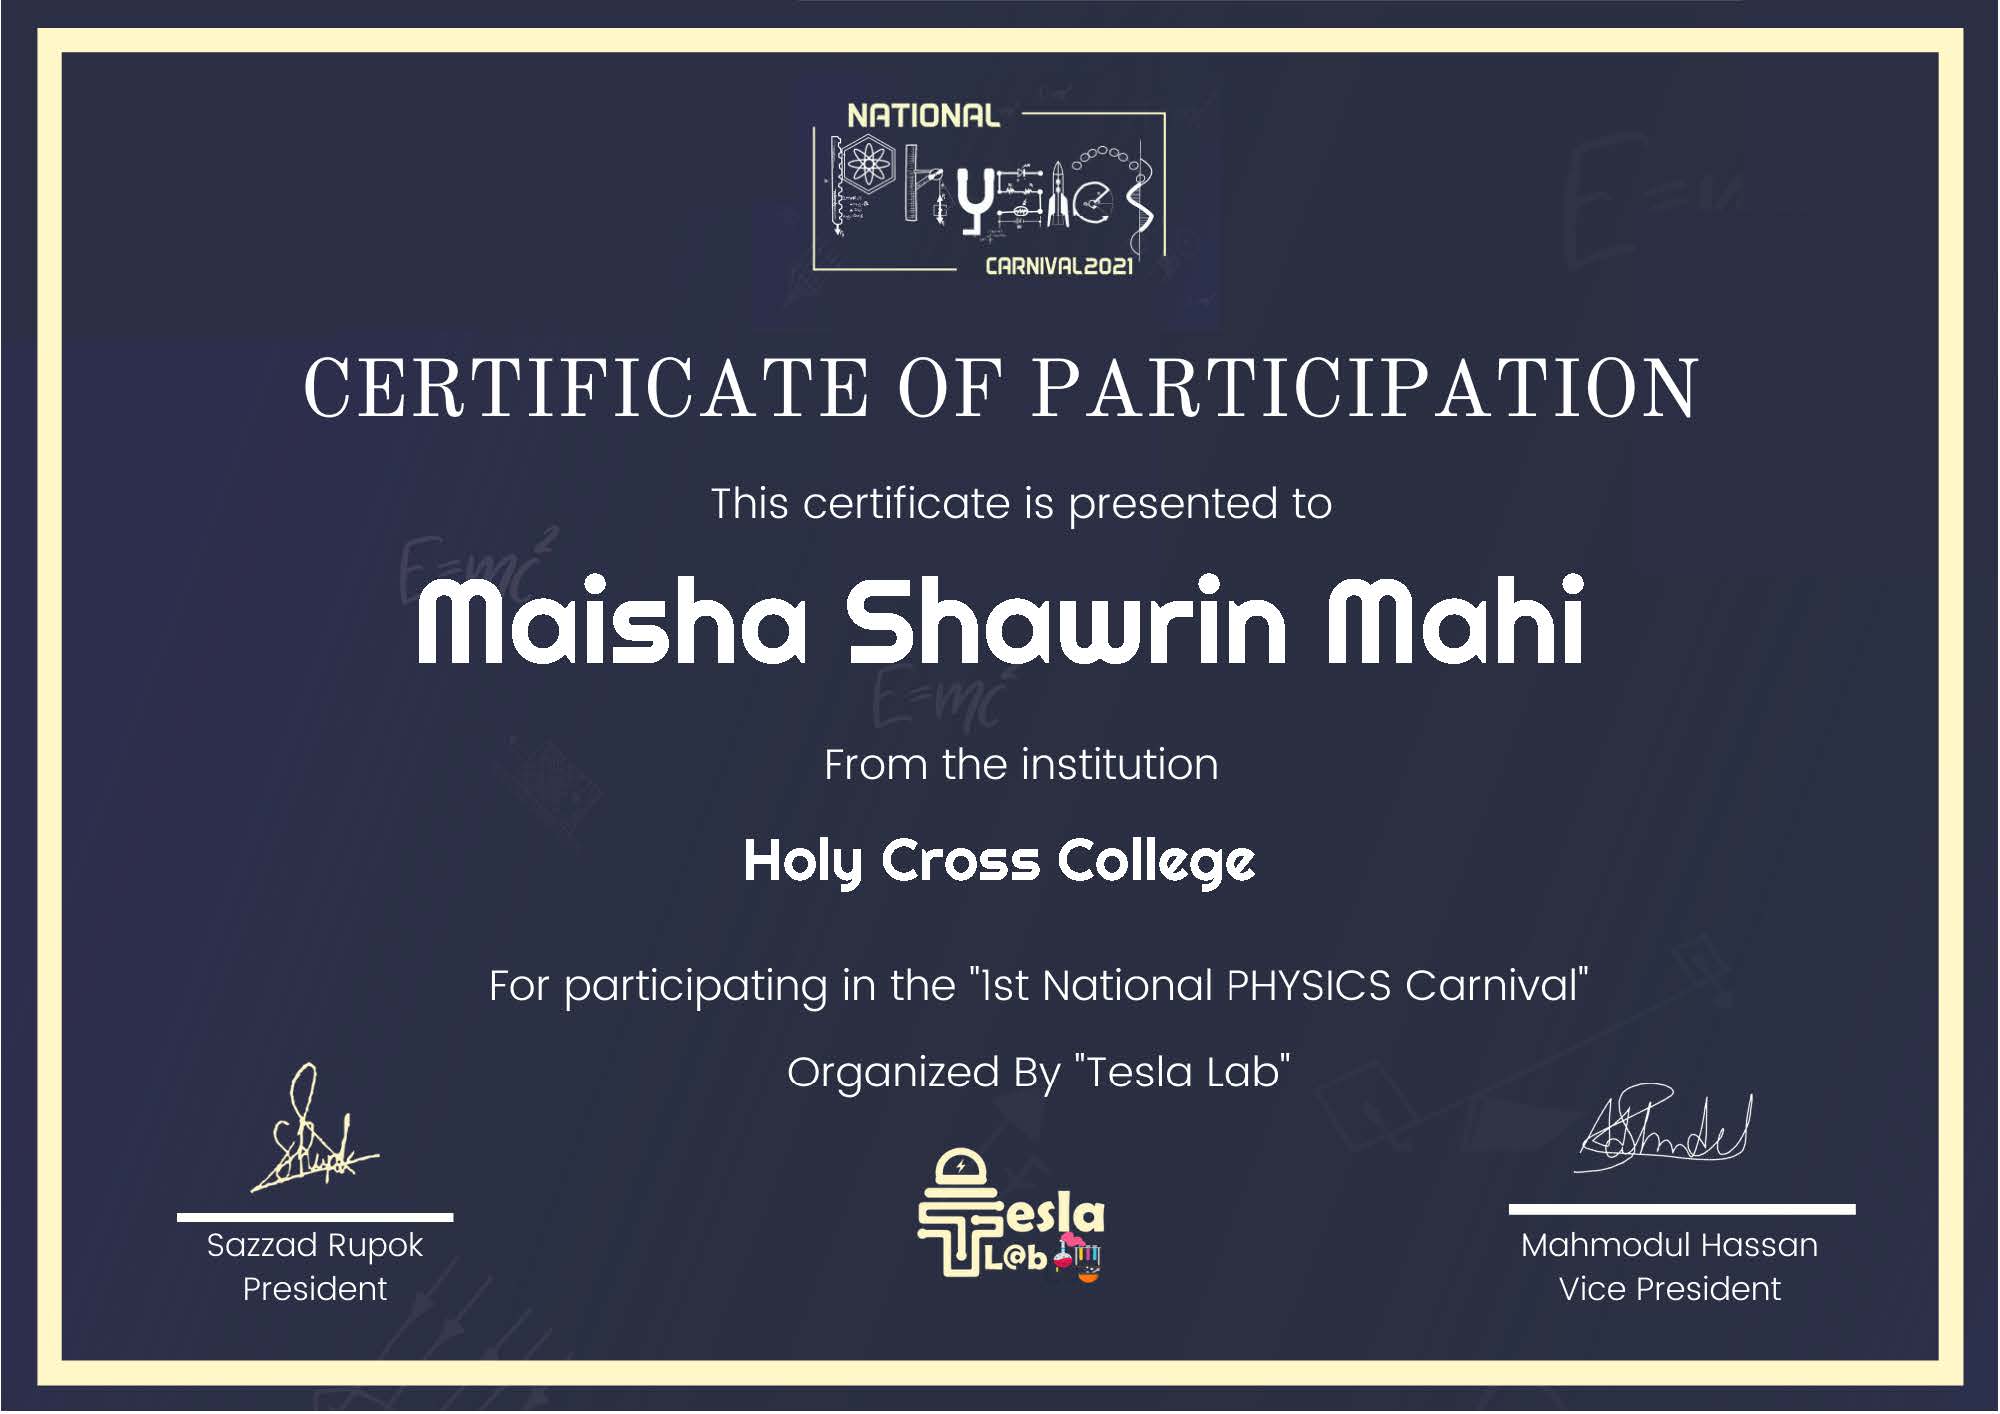 NATIONAL
Physics
CARNIVAL2021
CERTIFICATE OF PARTICIPATION
This certificate is presented to
E=mc²
Maisha Shawrin Mahi
E=mc²
From the institution
Holy Cross College
For participating in the "1st National PHYSICS Carnival"
Organized By "Tesla Lab"
Tesla
L@b
Sazzad Rupok
President
Mahmodul Hassan
Vice President